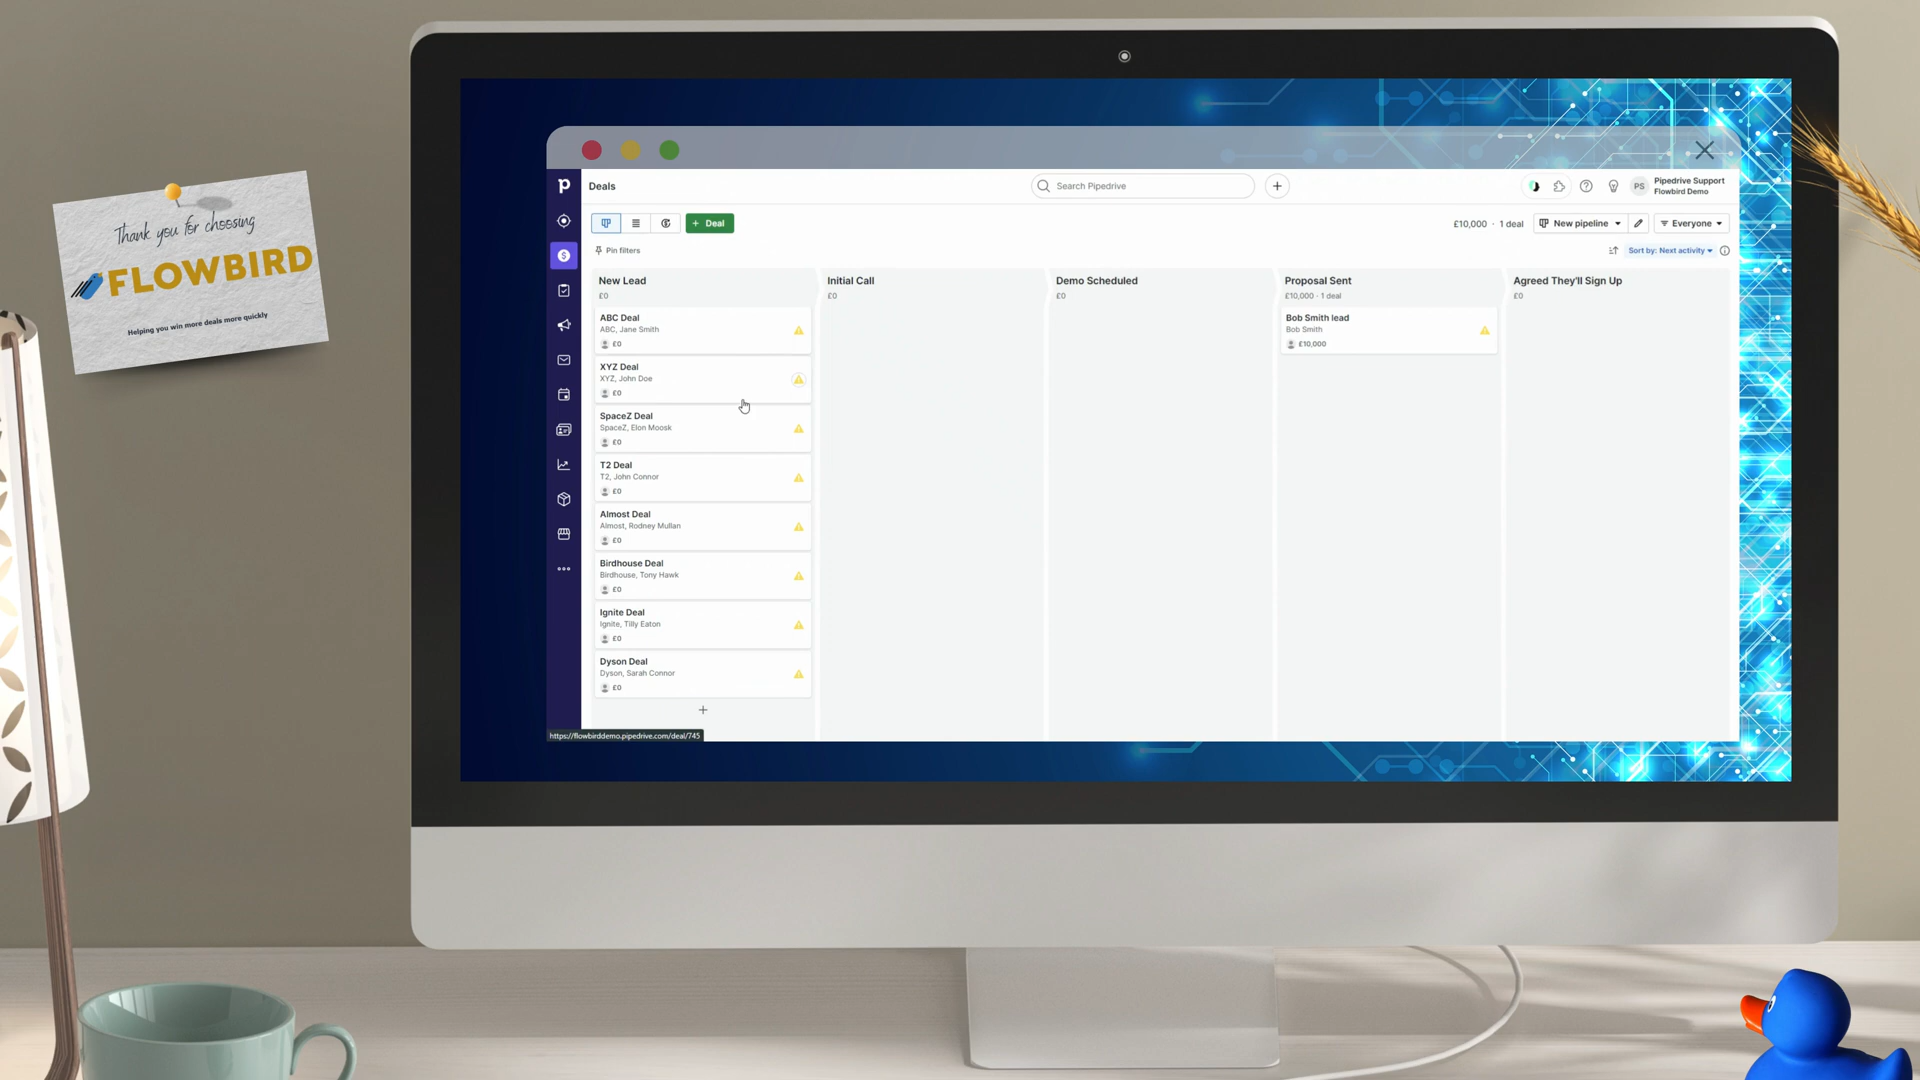 Thank you for choosing
FLOWBIRD
Helping you win more deals more quickly
Deals
Search Pipedrive
PS
Pipedrive Support
Flowbird Demo
Deal
£10,000 · 1 deal
New pipeline
Everyone
Pin filters
Sort by: Next activity
New Lead
£0
Initial Call
£0
Demo Scheduled
£0
Proposal Sent
£10,000 · 1 deal
Agreed They'll Sign Up
£0
ABC Deal
ABC, Jane Smith
£0
XYZ Deal
XYZ, John Doe
£0
SpaceZ Deal
SpaceZ, Elon Moosk
£0
T2 Deal
T2, John Connor
£0
Almost Deal
Almost, Rodney Mullan
£0
Birdhouse Deal
Birdhouse, Tony Hawk
£0
Ignite Deal
Ignite, Tilly Eaton
£0
Dyson Deal
Dyson, Sarah Connor
£0
Bob Smith lead
Bob Smith
£10,000
https://flowbirddemo.pipedrive.com/deal/745